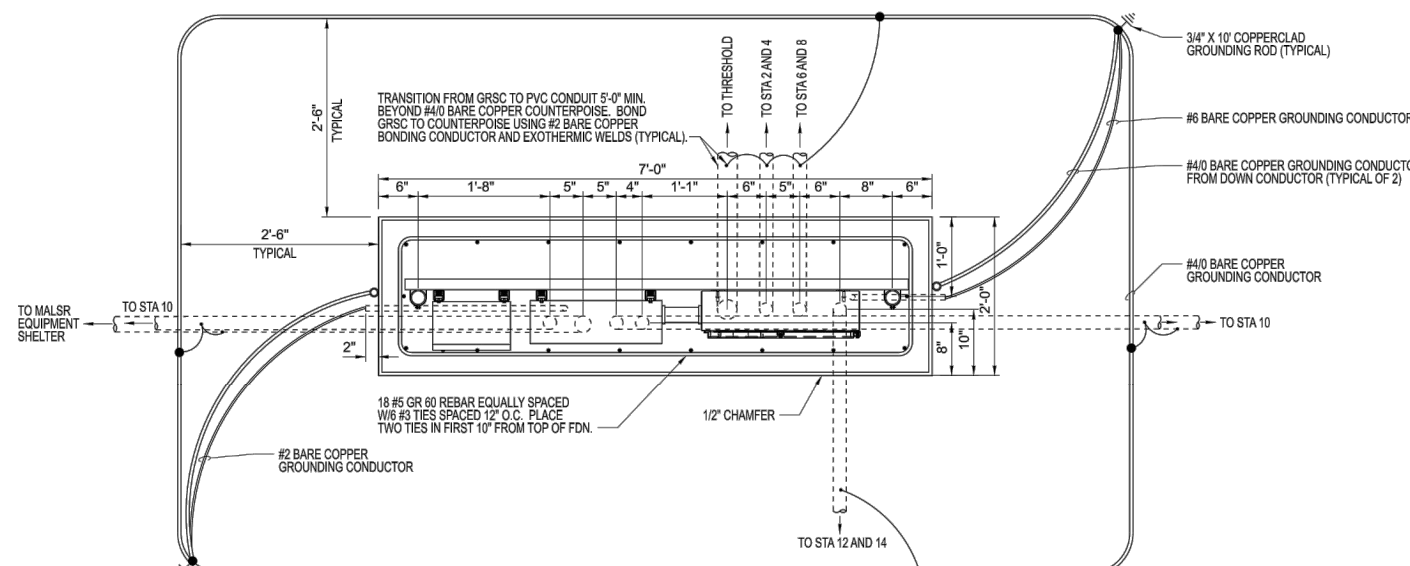 3/4" X 10' COPPERCLAD
GROUNDING ROD (TYPICAL)
TO THRESHOLD
TO STA 2 AND 4
TO STA 6 AND 8
2'-6"
TYPICAL
TRANSITION FROM GRSC TO PVC CONDUIT 5'-0" MIN.
BEYOND #4/0 BARE COPPER COUNTERPOISE. BOND
GRSC TO COUNTERPOISE USING #2 BARE COPPER
BONDING CONDUCTOR AND EXOTHERMIC WELDS (TYPICAL).
#6 BARE COPPER GROUNDING CONDUCTOR
#4/0 BARE COPPER GROUNDING CONDUCTO
FROM DOWN CONDUCTOR (TYPICAL OF 2)
7'-0"
6" 1'-8" 5" 5" 4" 1'-1" 6" 5" 6" 8" 6"
2'-6"
TYPICAL
1'-0"
2'-0"
#4/0 BARE COPPER
GROUNDING CONDUCTOR
TO MALSR
EQUIPMENT
SHELTER
TO STA 10
TO STA 10
2"
8"
10"
18 #5 GR 60 REBAR EQUALLY SPACED
W/6 #3 TIES SPACED 12" O.C. PLACE
TWO TIES IN FIRST 10" FROM TOP OF FDN.
1/2" CHAMFER
#2 BARE COPPER
GROUNDING CONDUCTOR
TO STA 12 AND 14